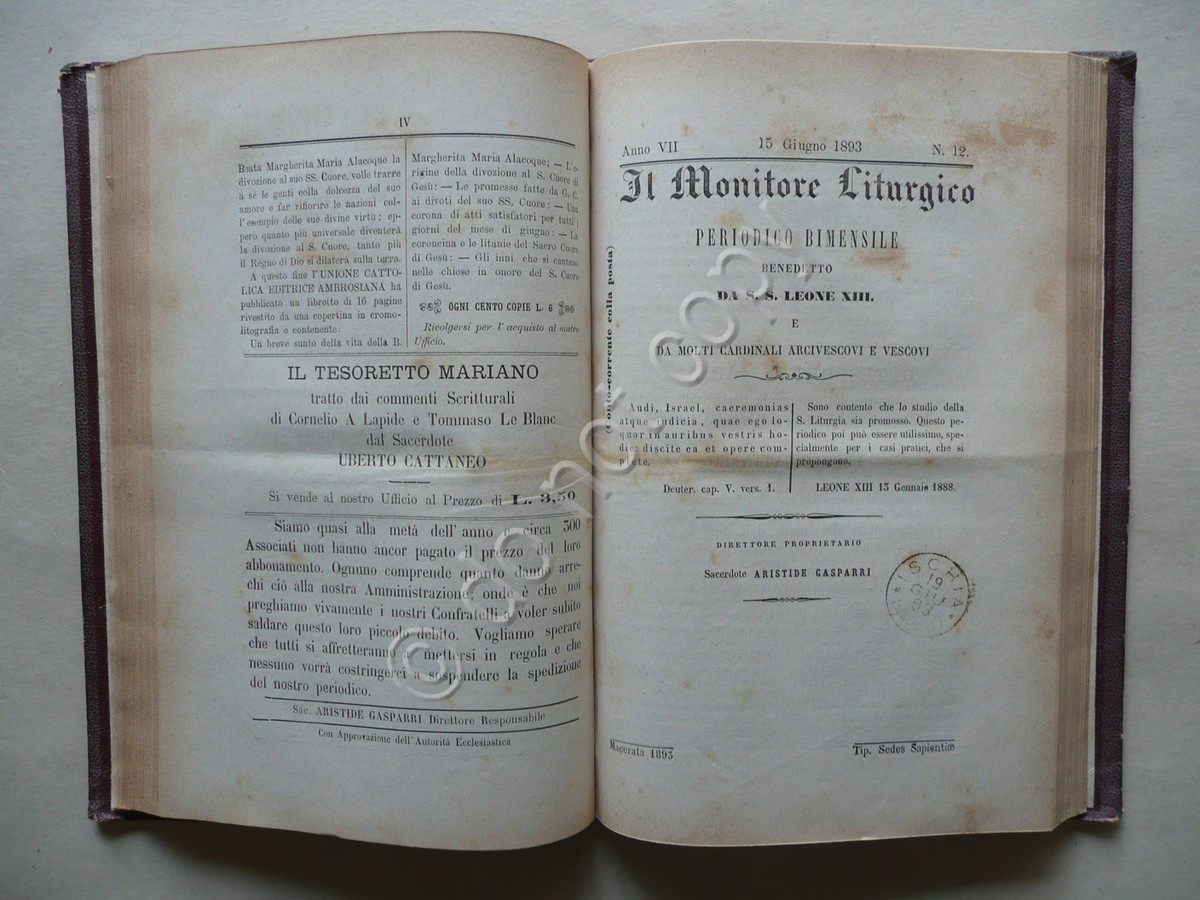 IV
Beata Margherita Maria Alacoque la
divozione al suo SS. Cuore, volle trarre
a se le genti colla dolcezza del suo
amore e far rifiorire le nazioni col-
l'esempio delle sue divine virtù; ep-
però quanto più universale diventerà
la divozione al S. Cuore, tanto più
il Regno di Dio si dilaterà sulla terra.
A questo fine l'UNIONE CATTO-
LICA EDITRICE AMBROSIANA ha
pubblicato un libretto di 16 pagine
rivestito da una copertina in cromo-
litografia e contenente:
Un breve sunto della vita della B.
Margherita Maria Alacoque; — L'o-
rigine della divozione al S. Cuore di
Gesù: — Le promesse fatte da G. C.
ai divoti del suo SS. Cuore: — Una
corona di atti satisfatori per tutti i
giorni del mese di giugno: — La
coroncina e le litanie del Sacro Cuore
di Gesù: — Gli inni che si cantano
nelle chiese in onore del S. Cuore
di Gesù.
OGNI CENTO COPIE L. 6
Rivolgersi per l'acquisto al nostro
Ufficio.
IL TESORETTO MARIANO
tratto dai commenti Scritturali
di Cornelio A Lapide e Tommaso Le Blanc
dal Sacerdote
UBERTO CATTANEO
Si vende al nostro Ufficio al Prezzo di L. 3,50
Siamo quasi alla metá dell'anno e circa 300
Associati non hanno ancor pagato il prezzo del loro
abbonamento. Ognuno comprende quanto danno arre-
chi ciò alla nostra Amministrazione; onde è che noi
preghiamo vivamente i nostri Confratelli a voler subito
saldare questo loro piccolo debito. Vogliamo sperare
che tutti si affretteranno a mettersi in regola e che
nessuno vorrà costringerci a sospendere la spedizione
del nostro periodico.
Sac. ARISTIDE GASPARRI Direttore Responsabile
Con Approvazione dell'Autorità Ecclesiastica
Anno VII 15 Giugno 1893 N. 12.
Il Monitore Liturgico
PERIODICO BIMENSILE
BENEDETTO
DA S. S. LEONE XIII.
E
DA MOLTI CARDINALI ARCIVESCOVI E VESCOVI
(Conto-corrente colla posta)
Audi, Israel, caeremonias
atque iudicia, quae ego lo-
quor in auribus vestris ho-
die: discite ea et opere com-
plete.
Deuter. cap. V. vers. 1.
Sono contento che lo studio della
S. Liturgia sia promosso. Questo pe-
riodico poi può essere utilissimo, spe-
cialmente per i casi pratici, che si
propongono.
LEONE XIII 15 Gennaio 1888.
DIRETTORE PROPRIETARIO
Sacerdote ARISTIDE GASPARRI
ISCHIA
19
Macerata 1893
Tip. Sedes Sapientiæ